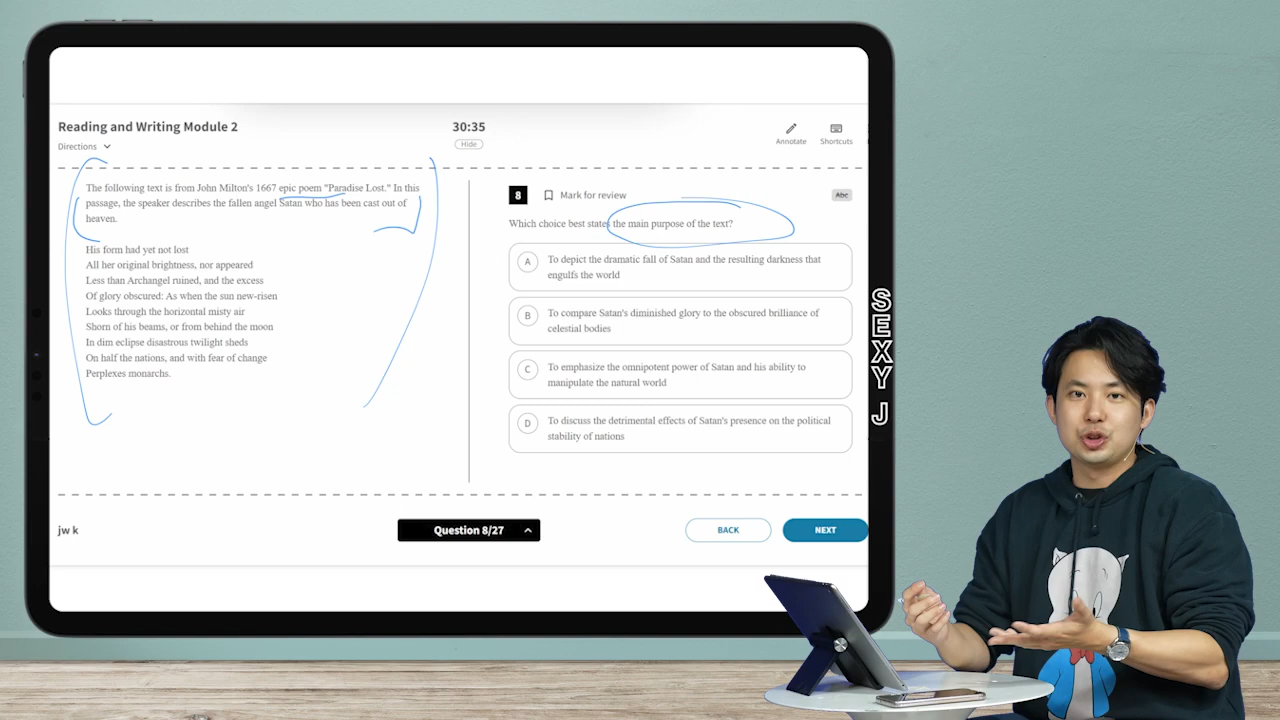 Reading and Writing Module 2
Directions
30:35
Hide
Annotate
Shortcuts
The following text is from John Milton's 1667 epic poem "Paradise Lost." In this
passage, the speaker describes the fallen angel Satan who has been cast out of
heaven.
His form had yet not lost
All her original brightness, nor appeared
Less than Archangel ruined, and the excess
Of glory obscured: As when the sun new-risen
Looks through the horizontal misty air
Shorn of his beams, or from behind the moon
In dim eclipse disastrous twilight sheds
On half the nations, and with fear of change
Perplexes monarchs.
8
Mark for review
Abc
Which choice best states the main purpose of the text?
A
To depict the dramatic fall of Satan and the resulting darkness that
engulfs the world
B
To compare Satan's diminished glory to the obscured brilliance of
celestial bodies
C
To emphasize the omnipotent power of Satan and his ability to
manipulate the natural world
D
To discuss the detrimental effects of Satan's presence on the political
stability of nations
jw k
Question 8/27
BACK
NEXT
SEXY J